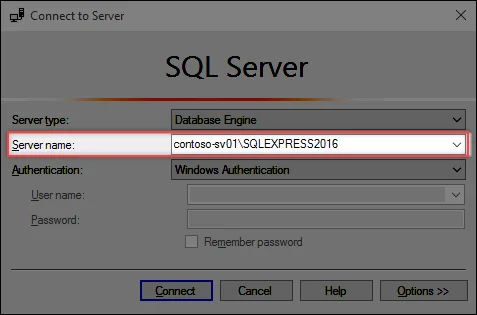 Connect to Server
SQL Server
Server type: Database Engine
Server name: contoso-sv01\SQLEXPRESS2016
Authentication: Windows Authentication
User name:
Password:
Remember password
Connect Cancel Help Options >>